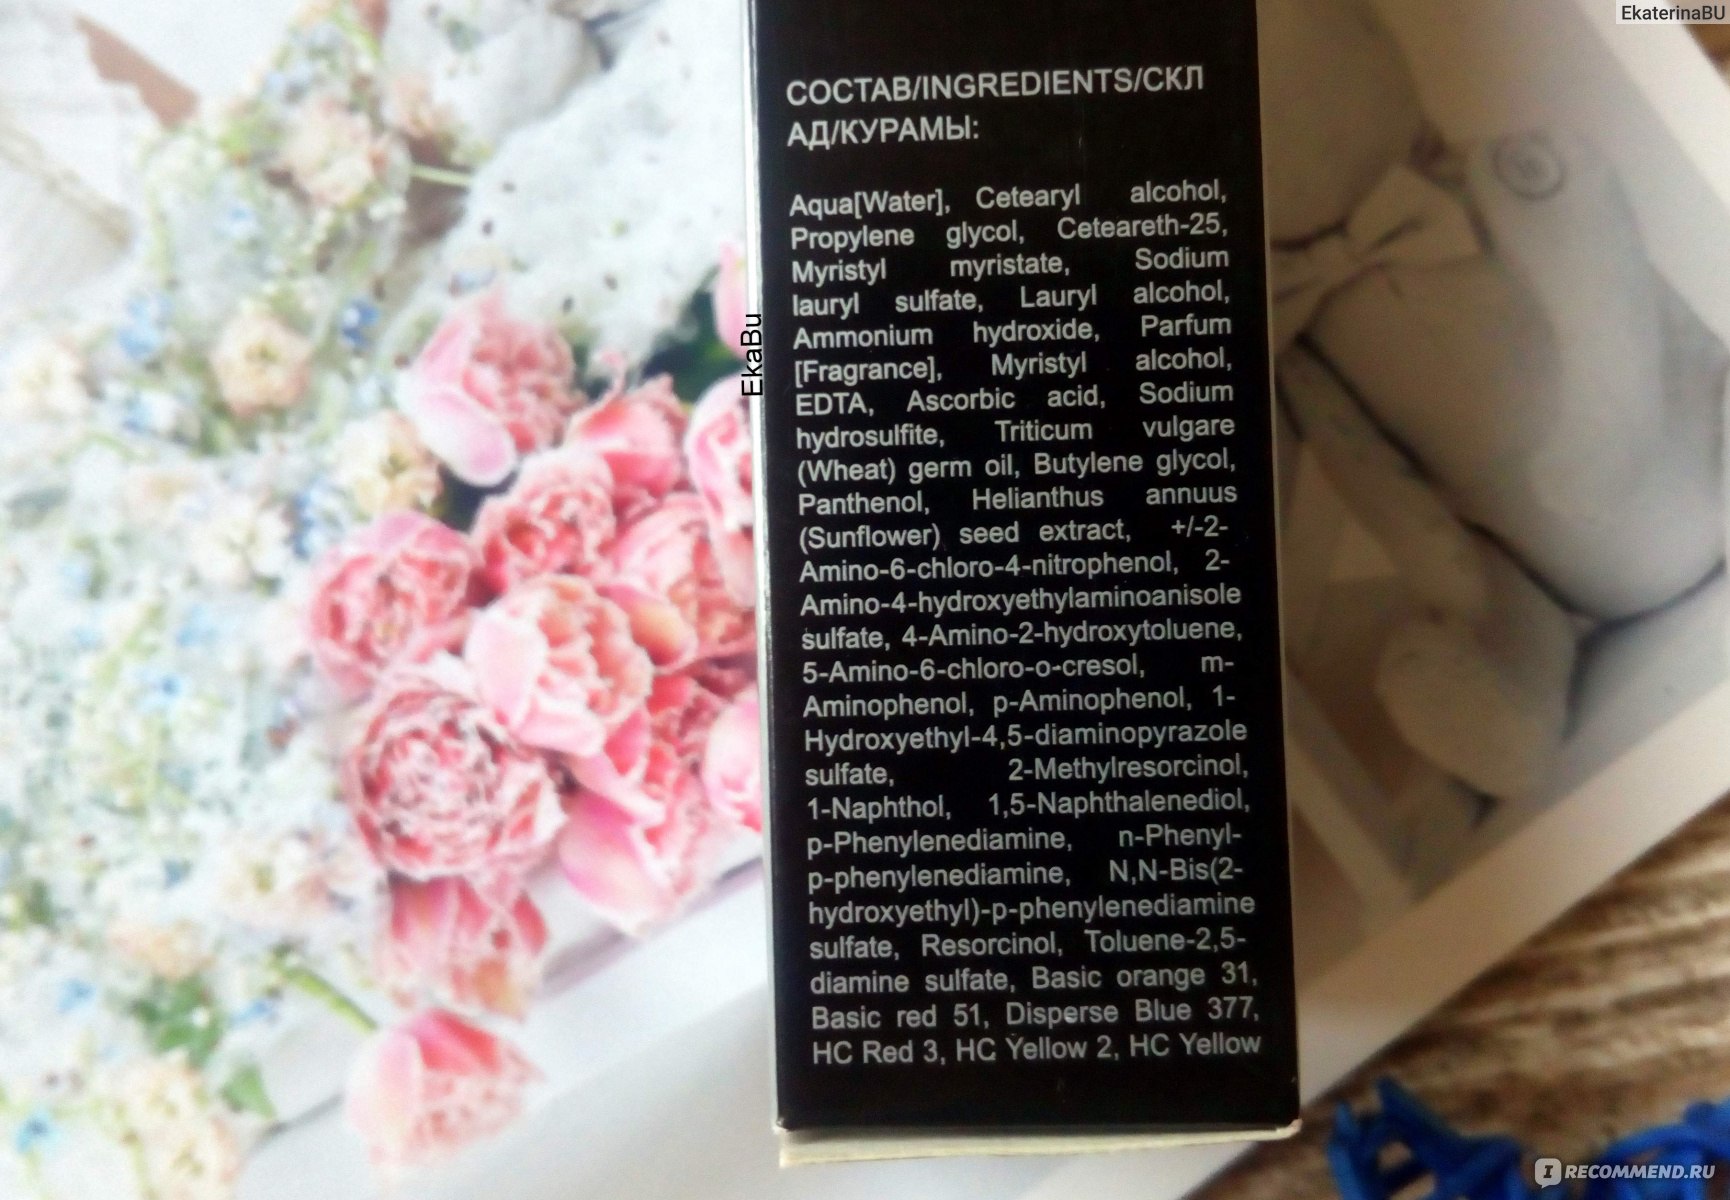 EkaterinaBU
СОСТАВ/INGREDIENTS/СКЛ
АД/КУРАМЫ:
Aqua[Water], Cetearyl alcohol,
Propylene glycol, Ceteareth-25,
Myristyl myristate, Sodium
lauryl sulfate, Lauryl alcohol,
Ammonium hydroxide, Parfum
[Fragrance], Myristyl alcohol,
EDTA, Ascorbic acid, Sodium
hydrosulfite, Triticum vulgare
(Wheat) germ oil, Butylene glycol,
Panthenol, Helianthus annuus
(Sunflower) seed extract, +/-2-
Amino-6-chloro-4-nitrophenol, 2-
Amino-4-hydroxyethylaminoanisole
sulfate, 4-Amino-2-hydroxytoluene,
5-Amino-6-chloro-o-cresol, m-
Aminophenol, p-Aminophenol, 1-
Hydroxyethyl-4,5-diaminopyrazole
sulfate, 2-Methylresorcinol,
1-Naphthol, 1,5-Naphthalenediol,
p-Phenylenediamine, n-Phenyl-
p-phenylenediamine, N,N-Bis(2-
hydroxyethyl)-p-phenylenediamine
sulfate, Resorcinol, Toluene-2,5-
diamine sulfate, Basic orange 31,
Basic red 51, Disperse Blue 377,
HC Red 3, HC Yellow 2, HC Yellow
EkaBu
IRECOMMEND.RU